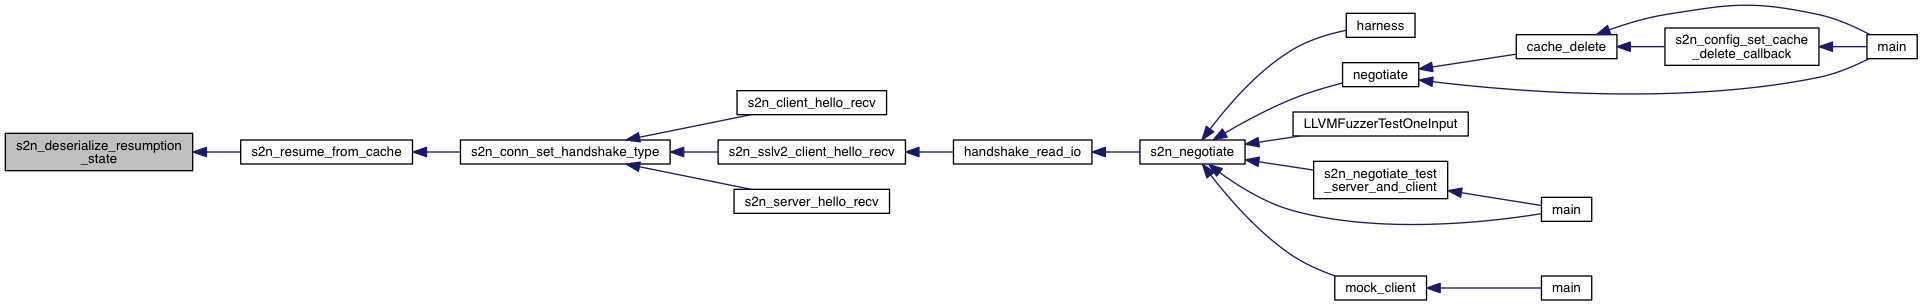 s2n_deserialize_resumption
_state
s2n_resume_from_cache
s2n_conn_set_handshake_type
s2n_client_hello_recv
s2n_sslv2_client_hello_recv
s2n_server_hello_recv
handshake_read_io
s2n_negotiate
harness
negotiate
cache_delete
s2n_config_set_cache
_delete_callback
main
LLVMFuzzerTestOneInput
s2n_negotiate_test
_server_and_client
main
mock_client
main